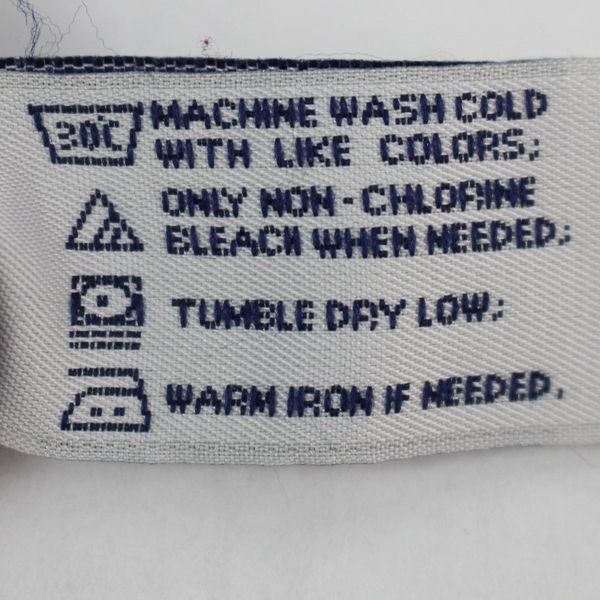 30C MACHINE WASH COLD
WITH LIKE COLORS;
ONLY NON-CHLORINE
BLEACH WHEN NEEDED;
TUMBLE DRY LOW;
WARM IRON IF NEEDED.